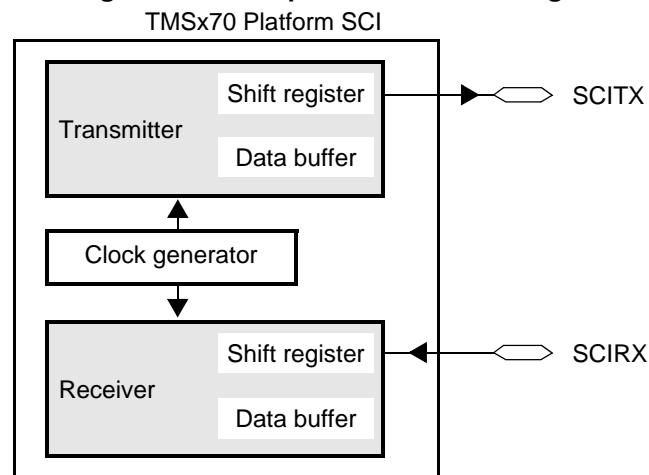 TMSx70 Platform SCI
Shift register
SCITX
Transmitter
Data buffer
Clock generator
Shift register
SCIRX
Receiver
Data buffer